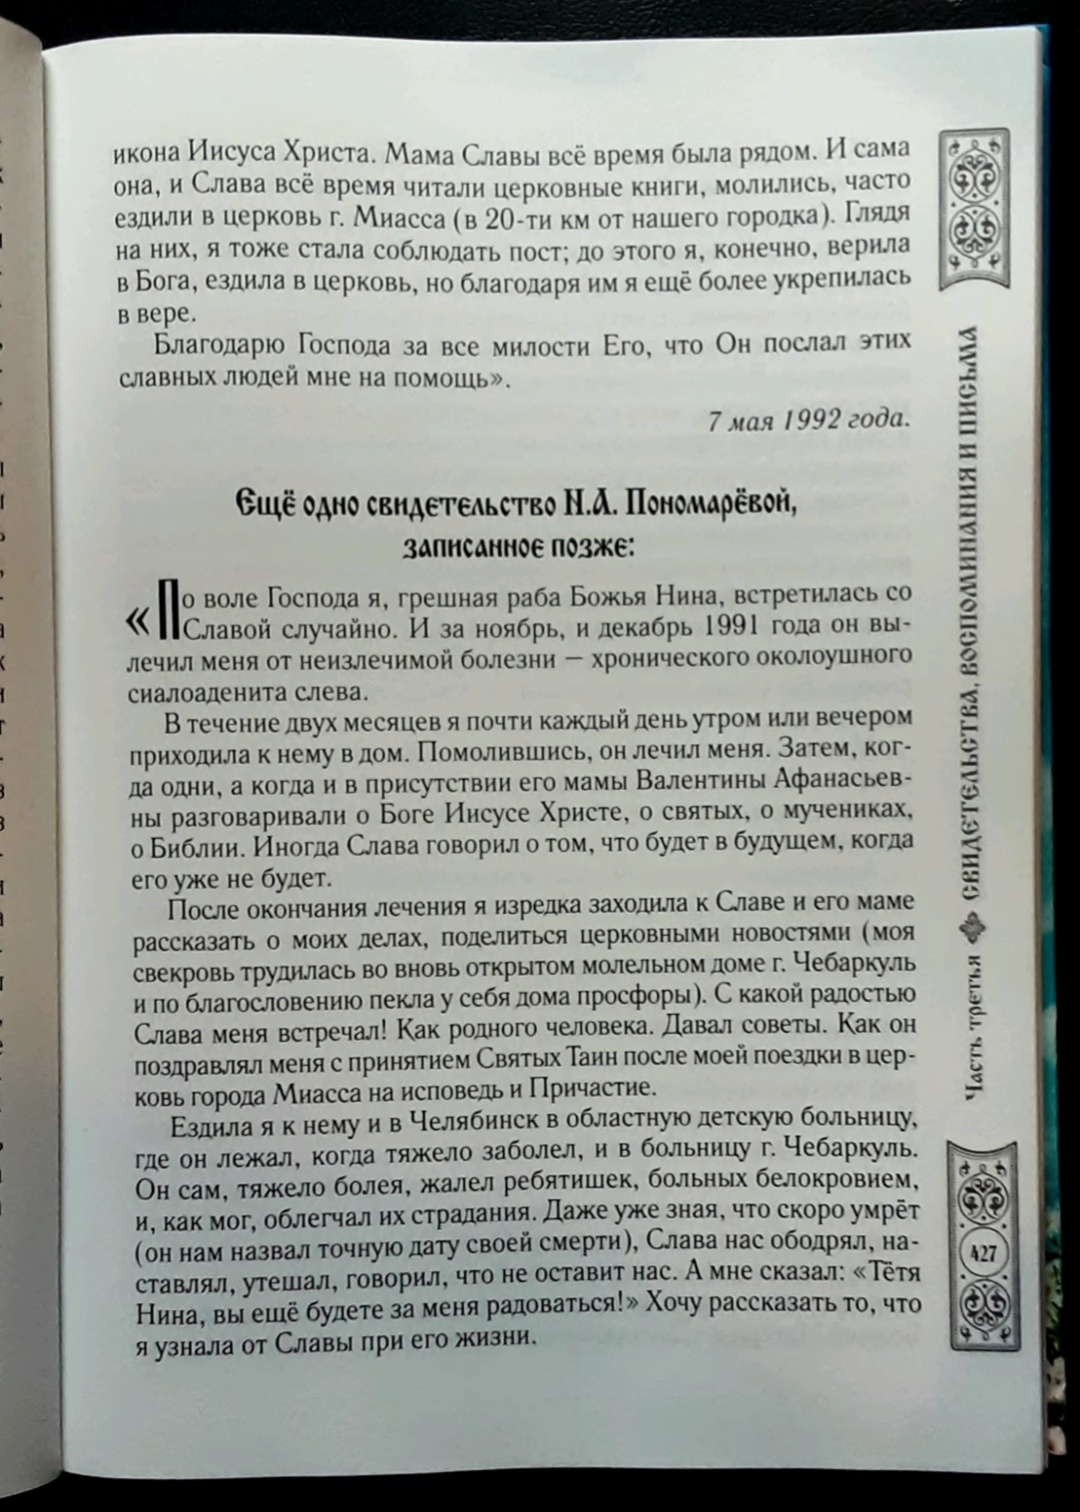 икона Иисуса Христа. Мама Славы всё время была рядом. И сама
она, и Слава всё время читали церковные книги, молились, часто
ездили в церковь г. Миасса (в 20-ти км от нашего городка). Глядя
на них, я тоже стала соблюдать пост; до этого я, конечно, верила
в Бога, ездила в церковь, но благодаря им я ещё более укрепилась
в вере.
Благодарю Господа за все милости Его, что Он послал этих
славных людей мне на помощь».
7 мая 1992 года.
Ещё одно свидетельство Н.А. Пономарёвой,
записанное позже:
«По воле Господа я, грешная раба Божья Нина, встретилась со
Славой случайно. И за ноябрь, и декабрь 1991 года он вы-
лечил меня от неизлечимой болезни — хронического околоушного
сиалоаденита слева.
В течение двух месяцев я почти каждый день утром или вечером
приходила к нему в дом. Помолившись, он лечил меня. Затем, ког-
да одни, а когда и в присутствии его мамы Валентины Афанасьев-
ны разговаривали о Боге Иисусе Христе, о святых, о мучениках,
о Библии. Иногда Слава говорил о том, что будет в будущем, когда
его уже не будет.
После окончания лечения я изредка заходила к Славе и его маме
рассказать о моих делах, поделиться церковными новостями (моя
свекровь трудилась во вновь открытом молельном доме г. Чебаркуль
и по благословению пекла у себя дома просфоры). С какой радостью
Слава меня встречал! Как родного человека. Давал советы. Как он
поздравлял меня с принятием Святых Таин после моей поездки в цер-
ковь города Миасса на исповедь и Причастие.
Ездила я к нему и в Челябинск в областную детскую больницу,
где он лежал, когда тяжело заболел, и в больницу г. Чебаркуль.
Он сам, тяжело болея, жалел ребятишек, больных белокровием,
и, как мог, облегчал их страдания. Даже уже зная, что скоро умрёт
(он нам назвал точную дату своей смерти), Слава нас ободрял, на-
ставлял, утешал, говорил, что не оставит нас. А мне сказал: «Тётя
Нина, вы ещё будете за меня радоваться!» Хочу рассказать то, что
я узнала от Славы при его жизни.
Часть третья ✤ СВИДЕТЕЛЬСТВА, ВОСПОМИНАНИЯ И ПИСЬМА
427